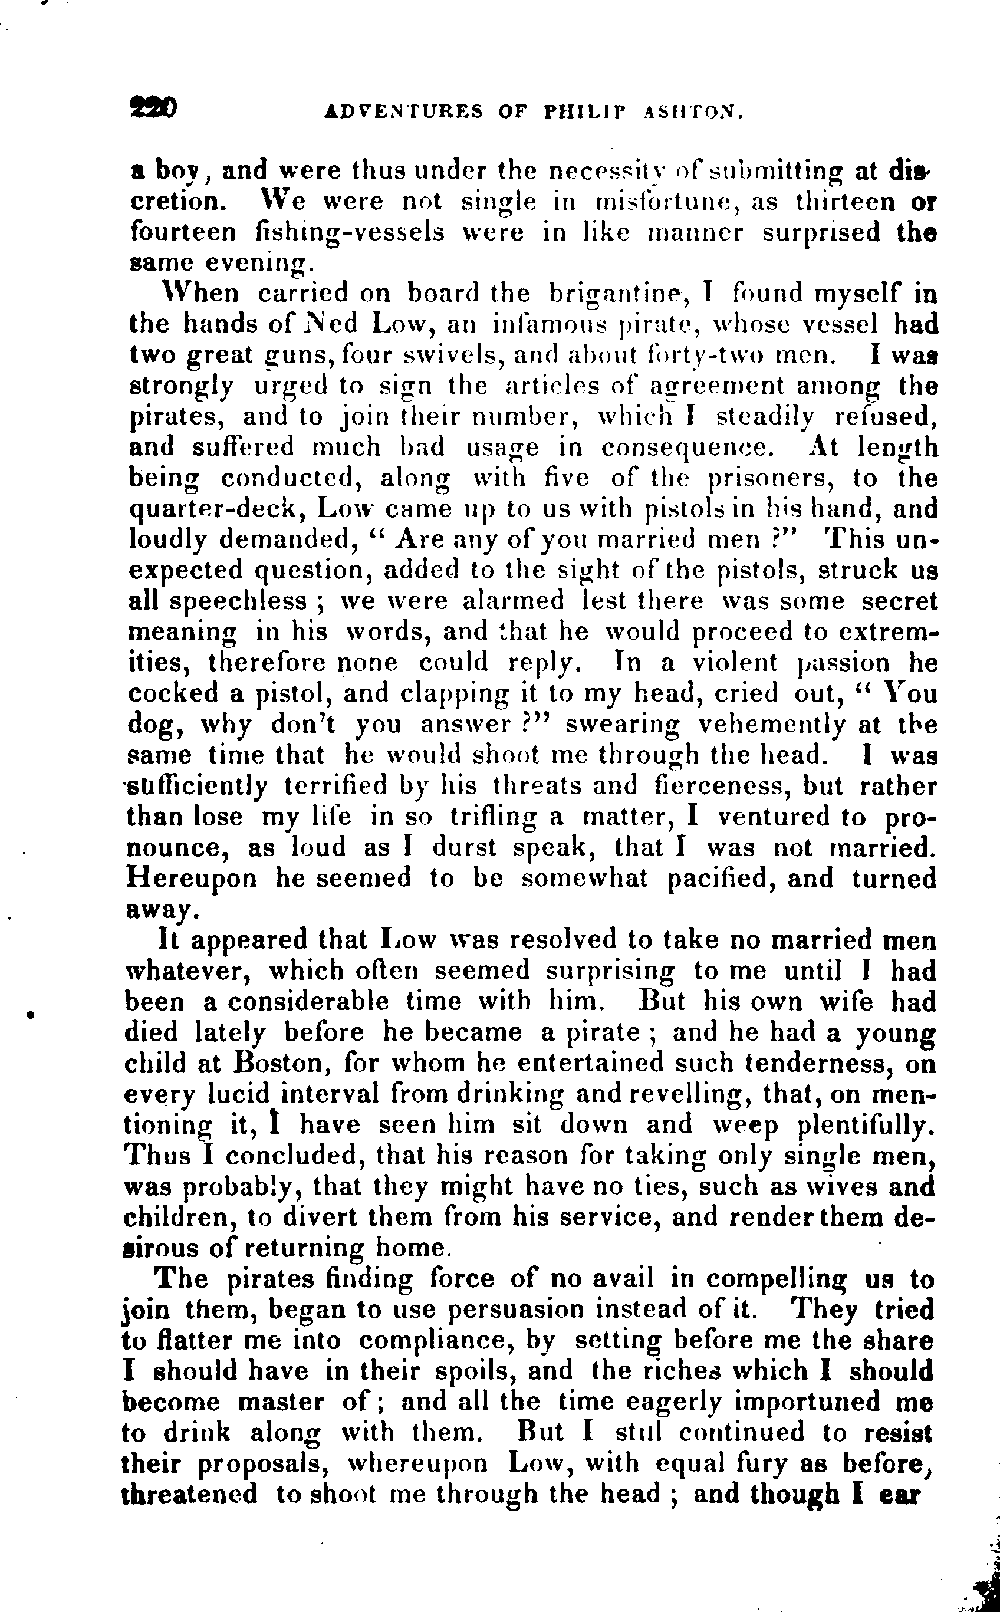 220 ADVENTURES OF PHILIP ASHTON.
a boy, and were thus under the necessity of submitting at dis-
cretion. We were not single in misfortune, as thirteen or
fourteen fishing-vessels were in like manner surprised the
same evening.
When carried on board the brigantine, I found myself in
the hands of Ned Low, an infamous pirate, whose vessel had
two great guns, four swivels, and about forty-two men. I was
strongly urged to sign the articles of agreement among the
pirates, and to join their number, which I steadily refused,
and suffered much bad usage in consequence. At length
being conducted, along with five of the prisoners, to the
quarter-deck, Low came up to us with pistols in his hand, and
loudly demanded, “ Are any of you married men ?” This un-
expected question, added to the sight of the pistols, struck us
all speechless ; we were alarmed lest there was some secret
meaning in his words, and that he would proceed to extrem-
ities, therefore none could reply. In a violent passion he
cocked a pistol, and clapping it to my head, cried out, “ You
dog, why don't you answer ?” swearing vehemently at the
same time that he would shoot me through the head. I was
sufficiently terrified by his threats and fierceness, but rather
than lose my life in so trifling a matter, I ventured to pro-
nounce, as loud as I durst speak, that I was not married.
Hereupon he seemed to be somewhat pacified, and turned
away.
It appeared that Low was resolved to take no married men
whatever, which often seemed surprising to me until I had
been a considerable time with him. But his own wife had
died lately before he became a pirate ; and he had a young
child at Boston, for whom he entertained such tenderness, on
every lucid interval from drinking and revelling, that, on men-
tioning it, I have seen him sit down and weep plentifully.
Thus I concluded, that his reason for taking only single men,
was probably, that they might have no ties, such as wives and
children, to divert them from his service, and render them de-
sirous of returning home.
The pirates finding force of no avail in compelling us to
join them, began to use persuasion instead of it. They tried
to flatter me into compliance, by setting before me the share
I should have in their spoils, and the riches which I should
become master of ; and all the time eagerly importuned me
to drink along with them. But I still continued to resist
their proposals, whereupon Low, with equal fury as before,
threatened to shoot me through the head ; and though I ear